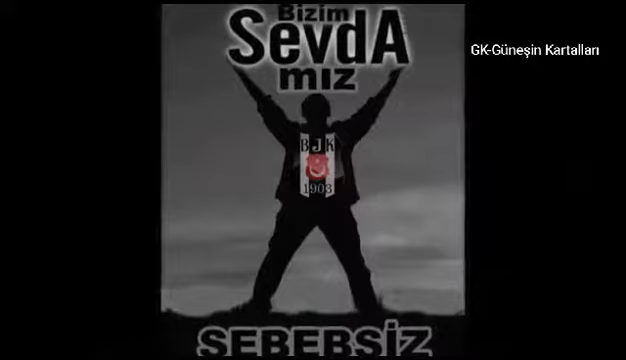 Bizim
SevdA
mız
GK-Güneşin Kartalları
BJK
1903
SEBEBSİZ